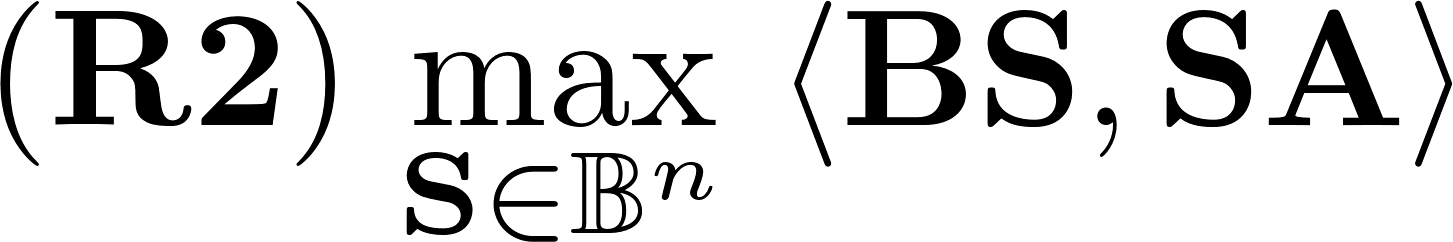 (𝐑𝟐) max ⟨𝐁𝐒, 𝐒𝐀⟩
𝐒∈𝔹ⁿ